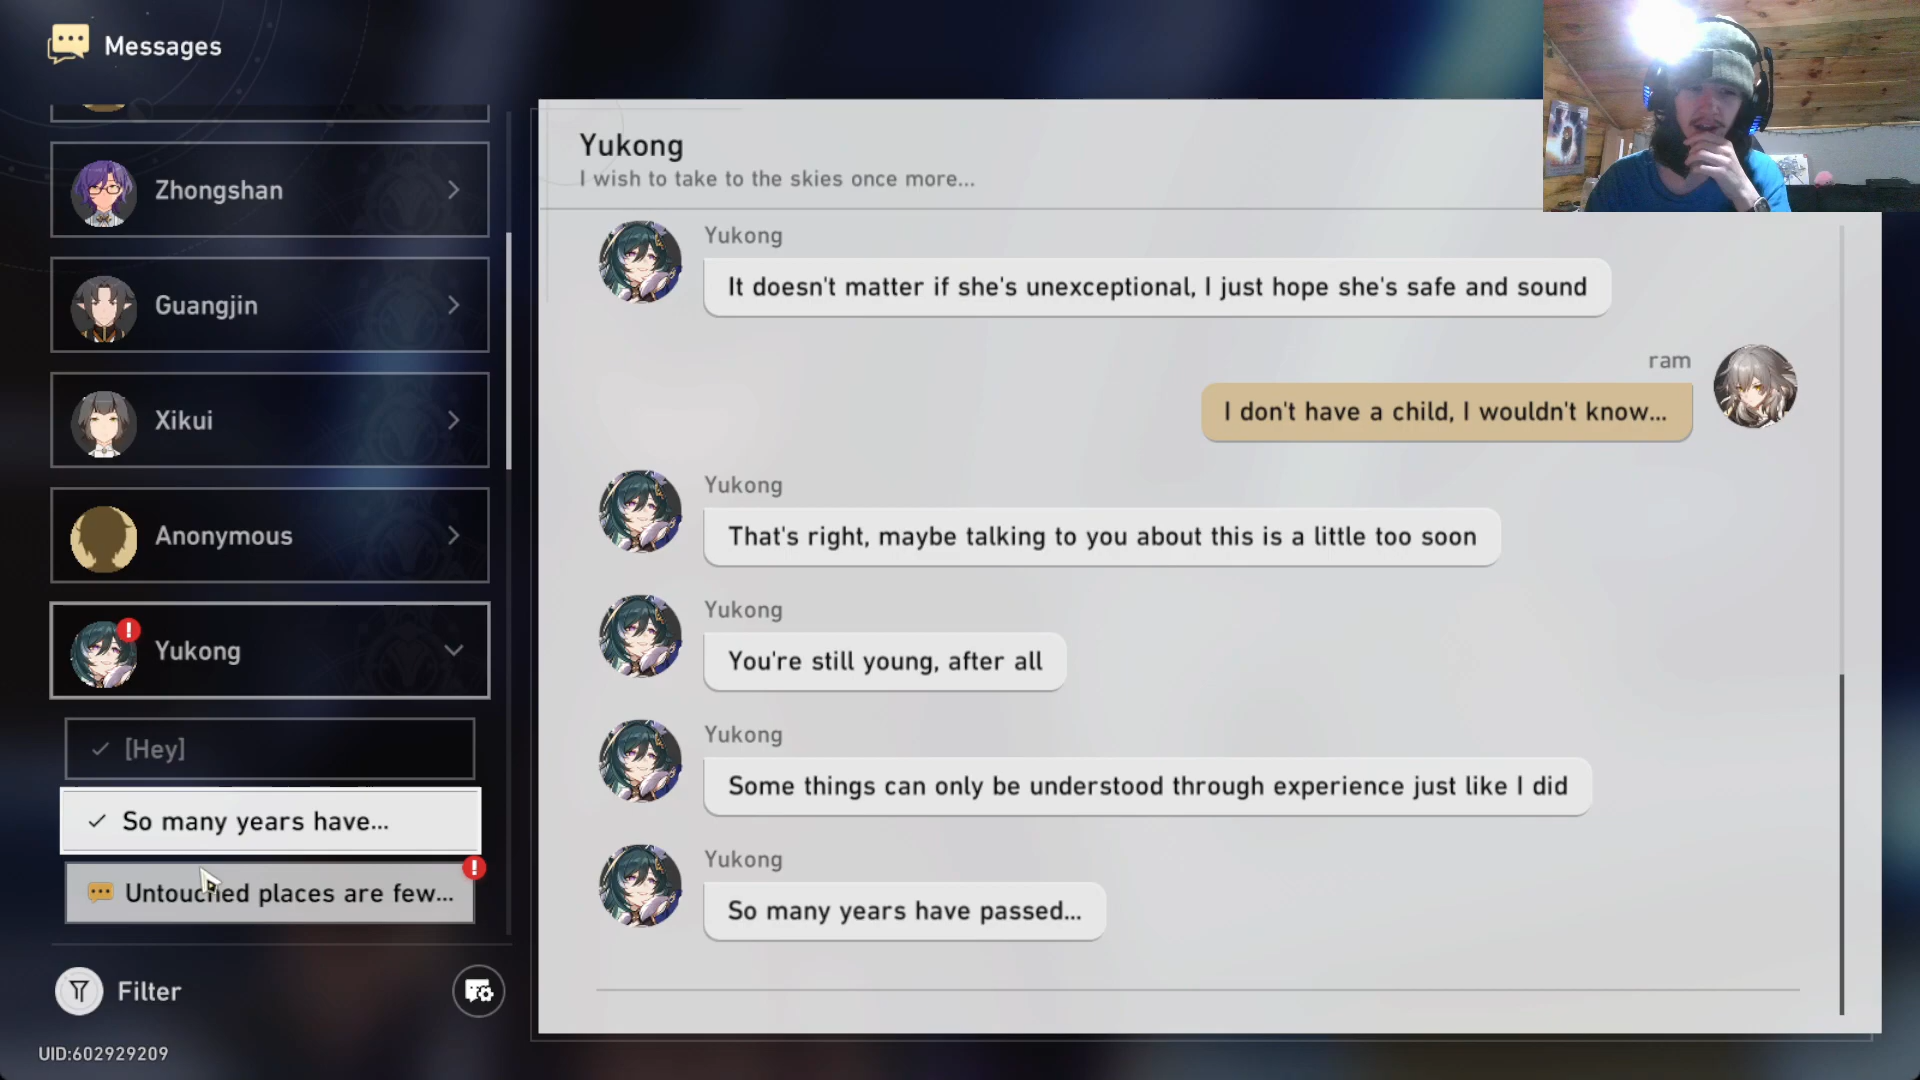 Messages
Zhongshan
Guangjin
Xikui
Anonymous
Yukong
[Hey]
So many years have...
Untouched places are few...
Filter
UID:602929209
Yukong
I wish to take to the skies once more...
Yukong
It doesn't matter if she's unexceptional, I just hope she's safe and sound
ram
I don't have a child, I wouldn't know...
Yukong
That's right, maybe talking to you about this is a little too soon
Yukong
You're still young, after all
Yukong
Some things can only be understood through experience just like I did
Yukong
So many years have passed...